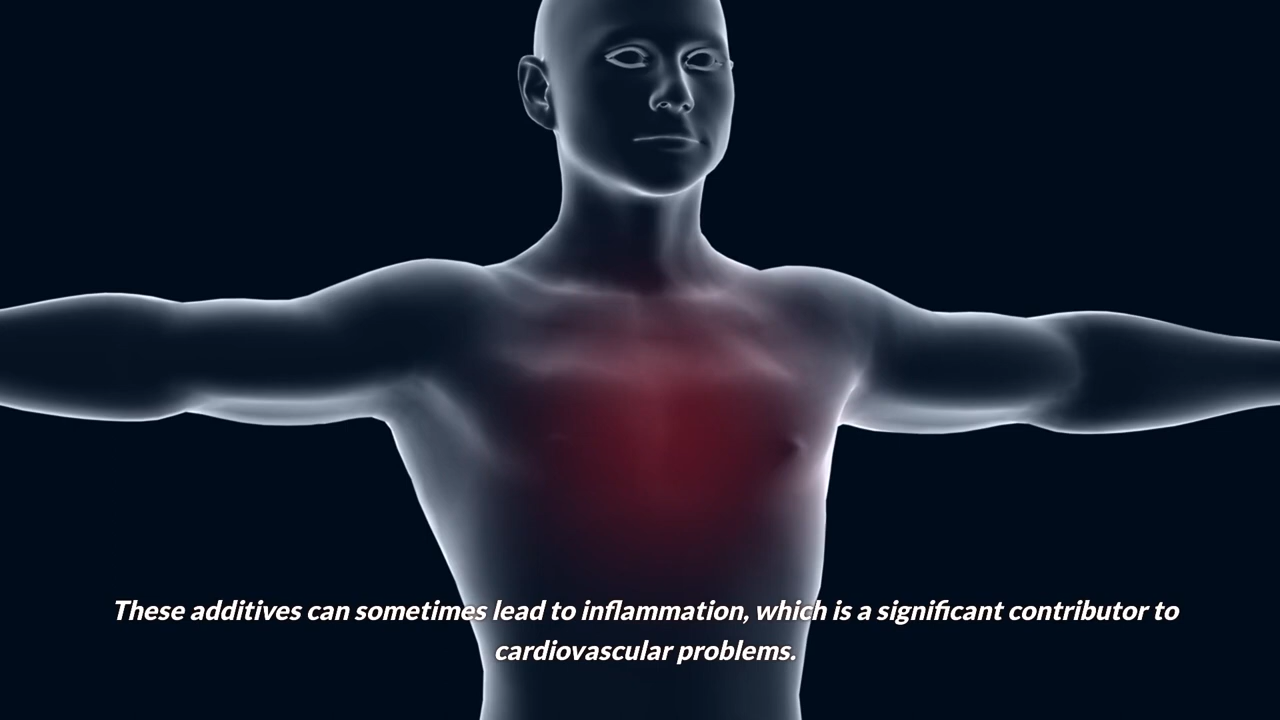 These additives can sometimes lead to inflammation, which is a significant contributor to
cardiovascular problems.